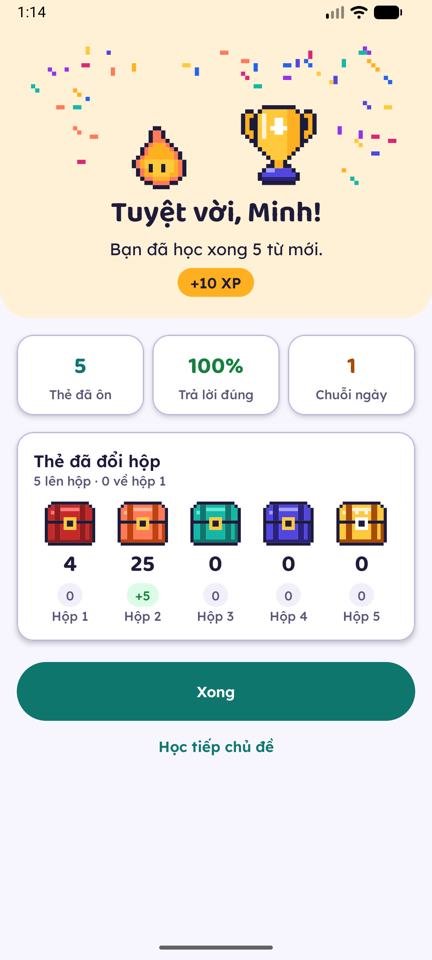 1:14
Tuyệt vời, Minh!
Bạn đã học xong 5 từ mới.
+10 XP
5
Thẻ đã ôn
100%
Trả lời đúng
1
Chuỗi ngày
Thẻ đã đổi hộp
5 lên hộp · 0 về hộp 1
4 25 0 0 0
0 +5 0 0 0
Hộp 1 Hộp 2 Hộp 3 Hộp 4 Hộp 5
Xong
Học tiếp chủ đề